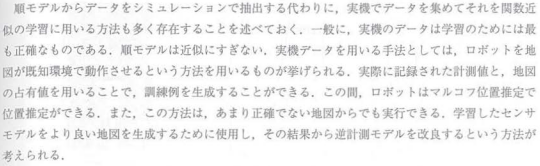 順モデルからデータをシミュレーションで抽出する代わりに，実機でデータを集めてそれを関数近
似の学習に用いる方法も多く存在することを述べておく．一般に，実機のデータは学習のためには最
も正確なものである．順モデルは近似にすぎない．実機データを用いる手法としては，ロボットを地
図が既知環境で動作させるという方法を用いるものが挙げられる．実際に記録された計測値と，地図
の占有値を用いることで，訓練例を生成することができる．この間，ロボットはマルコフ位置推定で
位置推定ができる．また，この方法は，あまり正確でない地図からでも実行できる．学習したセンサ
モデルをより良い地図を生成するために使用し，その結果から逆計測モデルを改良するという方法が
考えられる．